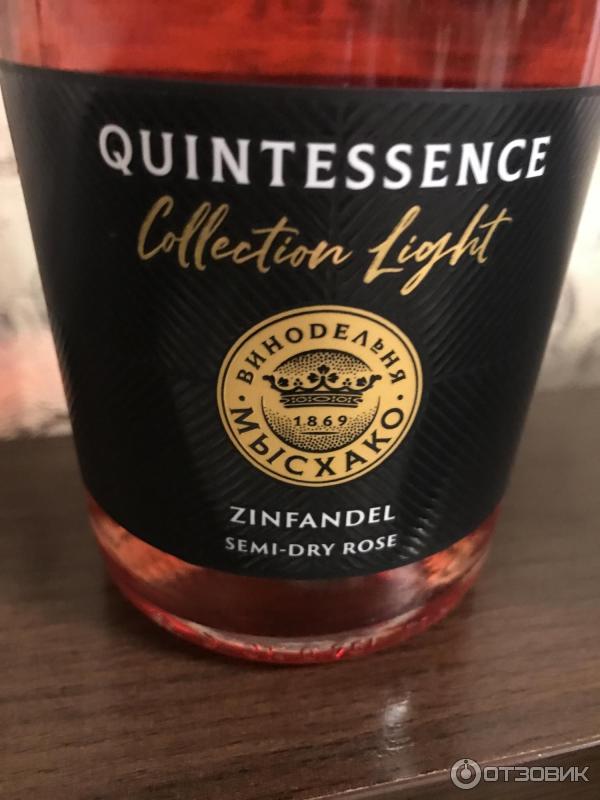 QUINTESSENCE
Collection Light
ВИНОДЕЛЬНЯ
1869
МЫСХАКО
ZINFANDEL
SEMI-DRY ROSE
ОТЗОВИК